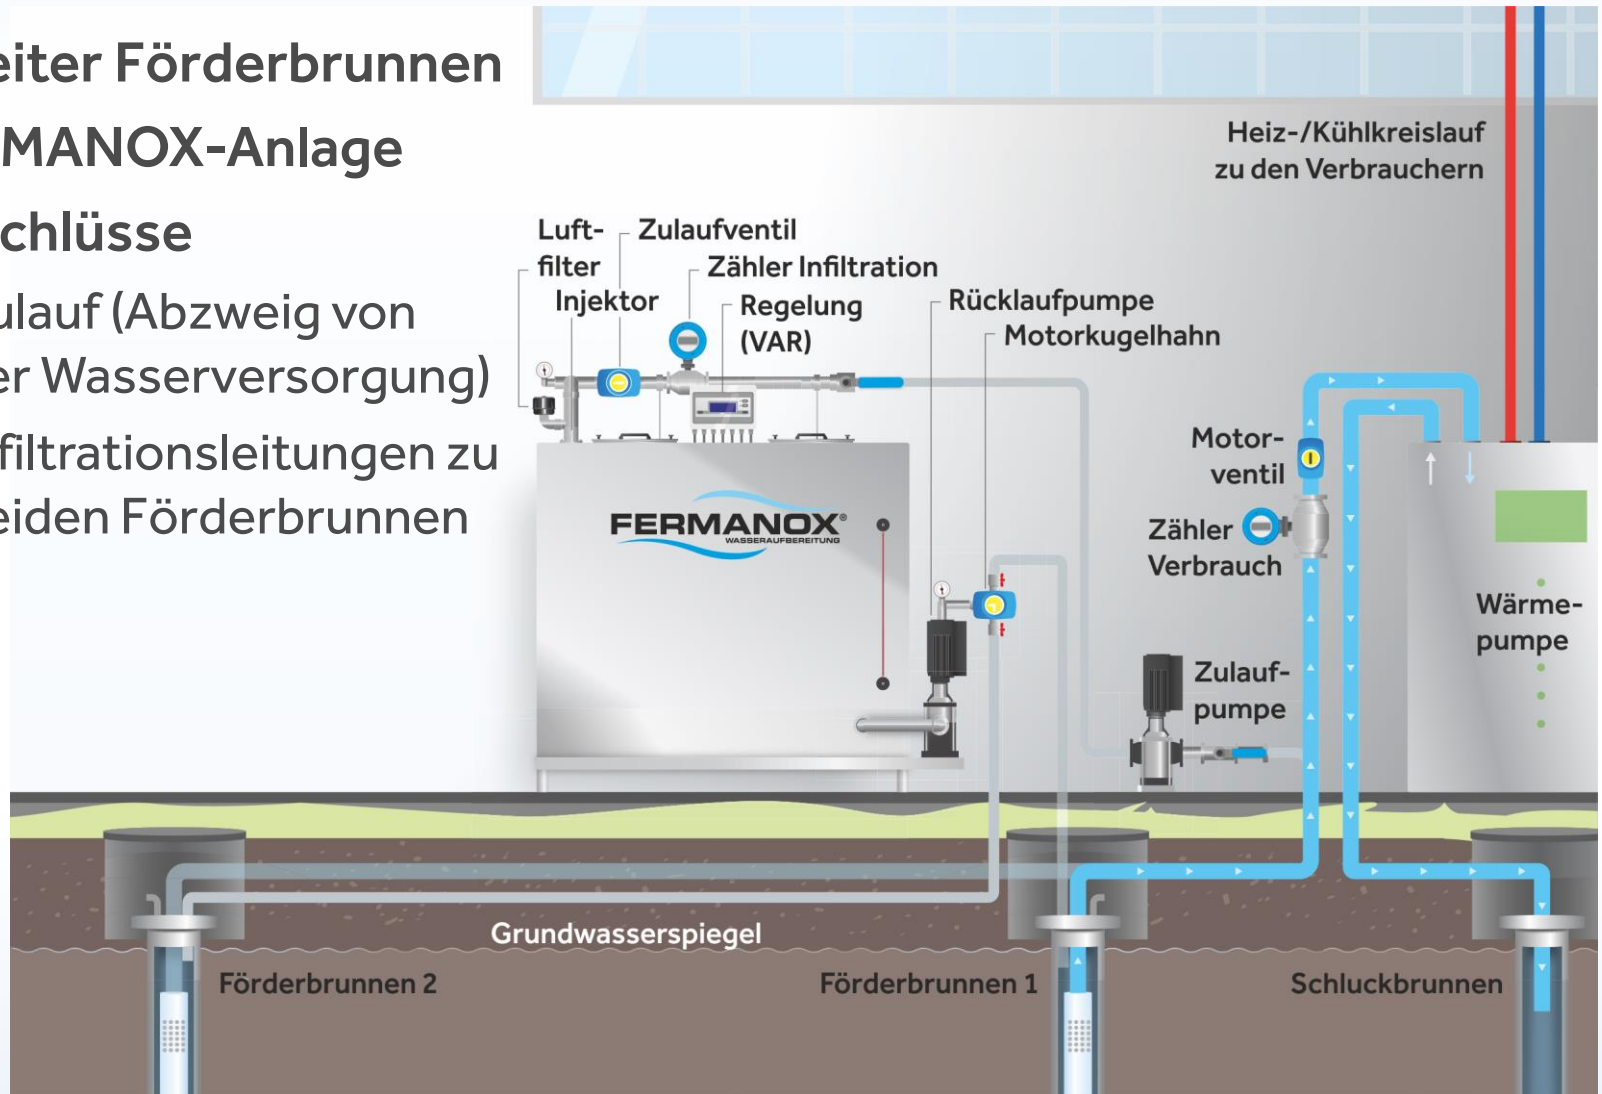 eiter Förderbrunnen
MANOX-Anlage
chlüsse
ulauf (Abzweig von
er Wasserversorgung)
filtrationsleitungen zu
eiden Förderbrunnen
Heiz-/Kühlkreislauf
zu den Verbrauchern
Luft-
filter
Zulaufventil
Zähler Infiltration
Injektor
Regelung
(VAR)
Rücklaufpumpe
Motorkugelhahn
FERMANOX®
WASSERAUFBEREITUNG
Motor-
ventil
Zähler
Verbrauch
Wärme-
pumpe
Zulauf-
pumpe
Grundwasserspiegel
Förderbrunnen 2
Förderbrunnen 1
Schluckbrunnen